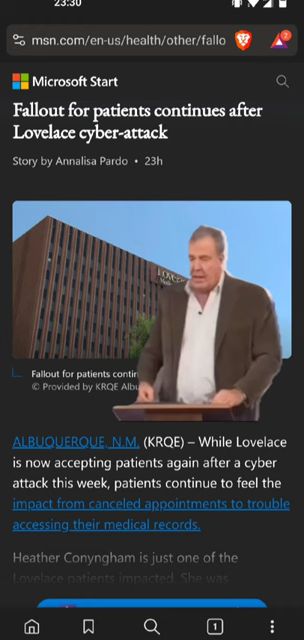 23:30
msn.com/en-us/health/other/fallo
2
Microsoft Start
Fallout for patients continues after
Lovelace cyber-attack
Story by Annalisa Pardo • 23h
Fallout for patients contin
© Provided by KRQE Albu
ALBUQUERQUE, N.M. (KRQE) – While Lovelace
is now accepting patients again after a cyber
attack this week, patients continue to feel the
impact from canceled appointments to trouble
accessing their medical records.
Heather Conyngham is just one of the
Lovelace patients impacted. She was
1